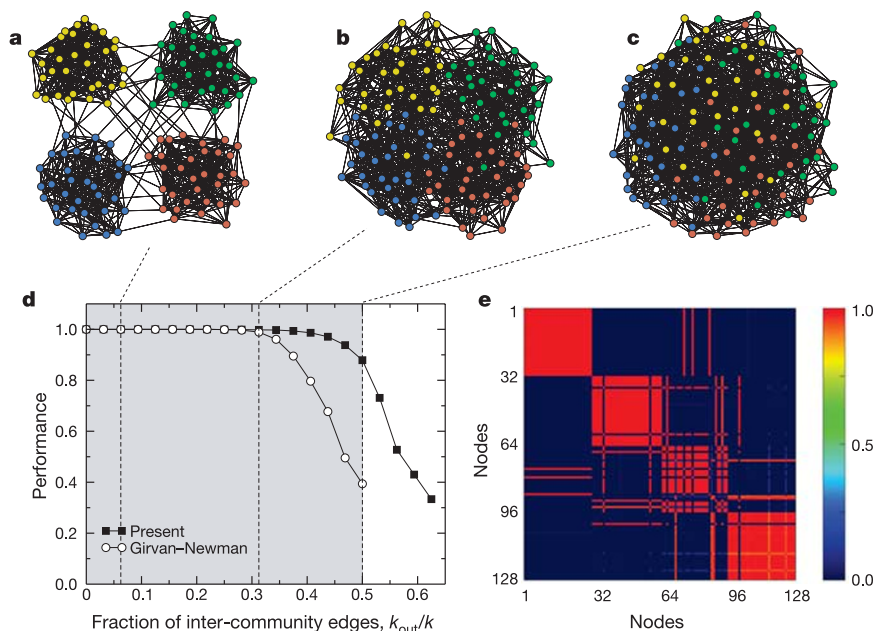 a
b
c
d
1.0
0.8
0.6
0.4
0.2
0.0
Performance
Present
Girvan–Newman
0 0.1 0.2 0.3 0.4 0.5 0.6
Fraction of inter-community edges, k_out/k
e
1
32
64
96
128
Nodes
1 32 64 96 128
Nodes
1.0
0.5
0.0